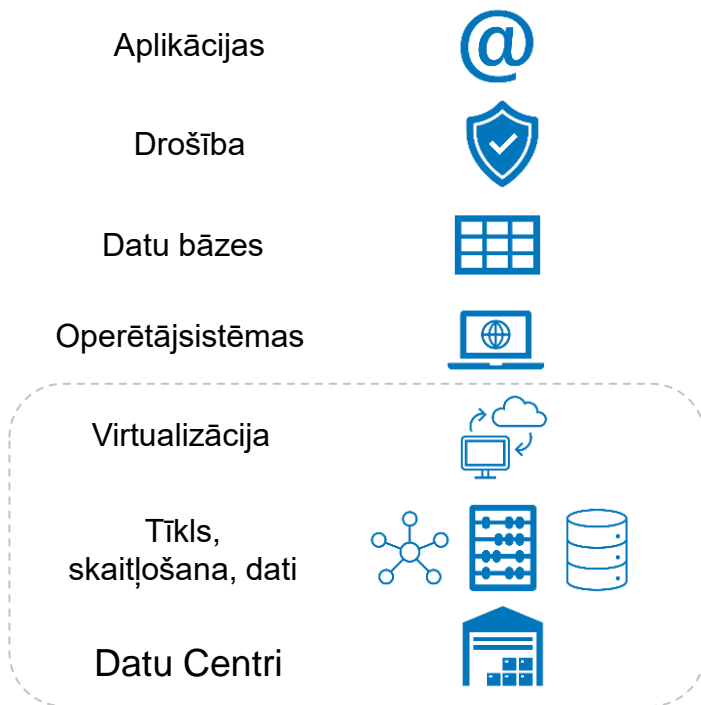 Aplikācijas
@
Drošība
Datu bāzes
Operētājsistēmas
Virtualizācija
Tīkls,
skaitļošana, dati
Datu Centri